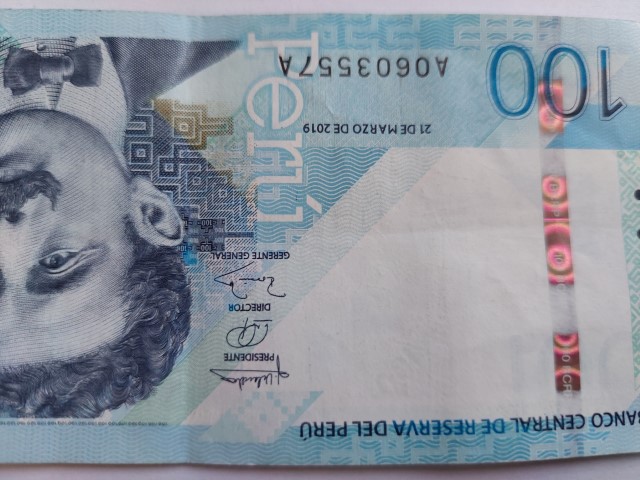 BANCO CENTRAL DE RESERVA DEL PERÚ
PRESIDENTE
DIRECTOR
GERENTE GENERAL
21 DE MARZO DE 2019
Perú
100
A0603557A